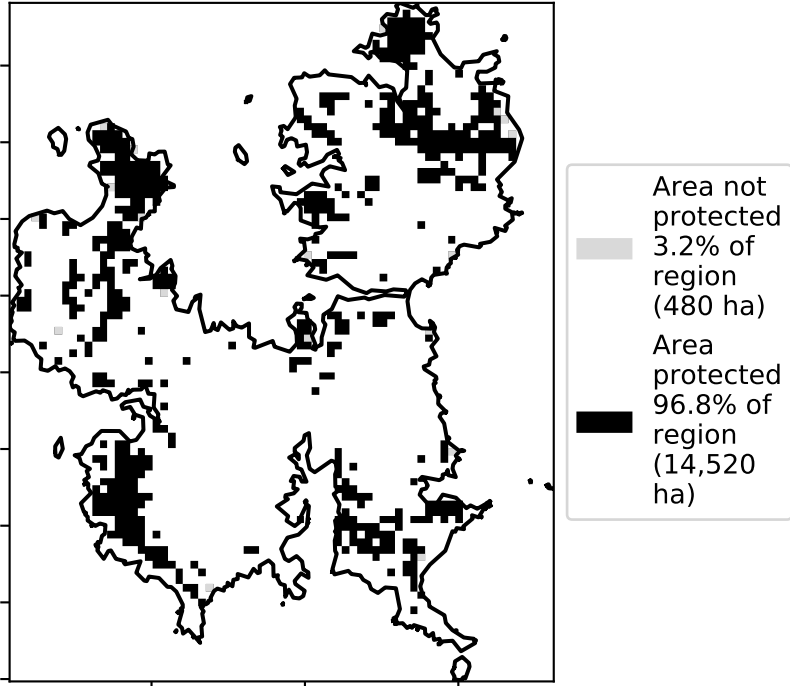 Area not
protected
3.2% of
region
(480 ha)
Area
protected
96.8% of
region
(14,520
ha)